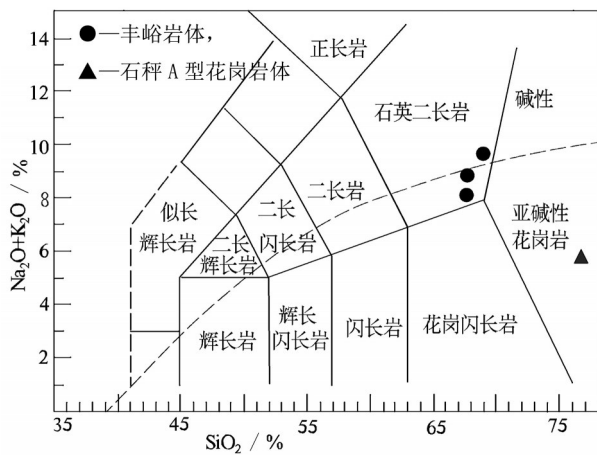 14
12
10
8
6
4
2
Na₂O+K₂O / %
●—丰峪岩体,
▲—石秤 A 型花岗岩体
正长岩
石英二长岩
碱性
二长岩
似长
辉长岩
二长
闪长岩
二长
辉长岩
亚碱性
花岗岩
辉长岩
辉长
闪长岩
闪长岩
花岗闪长岩
35
45
55
65
75
SiO₂ / %